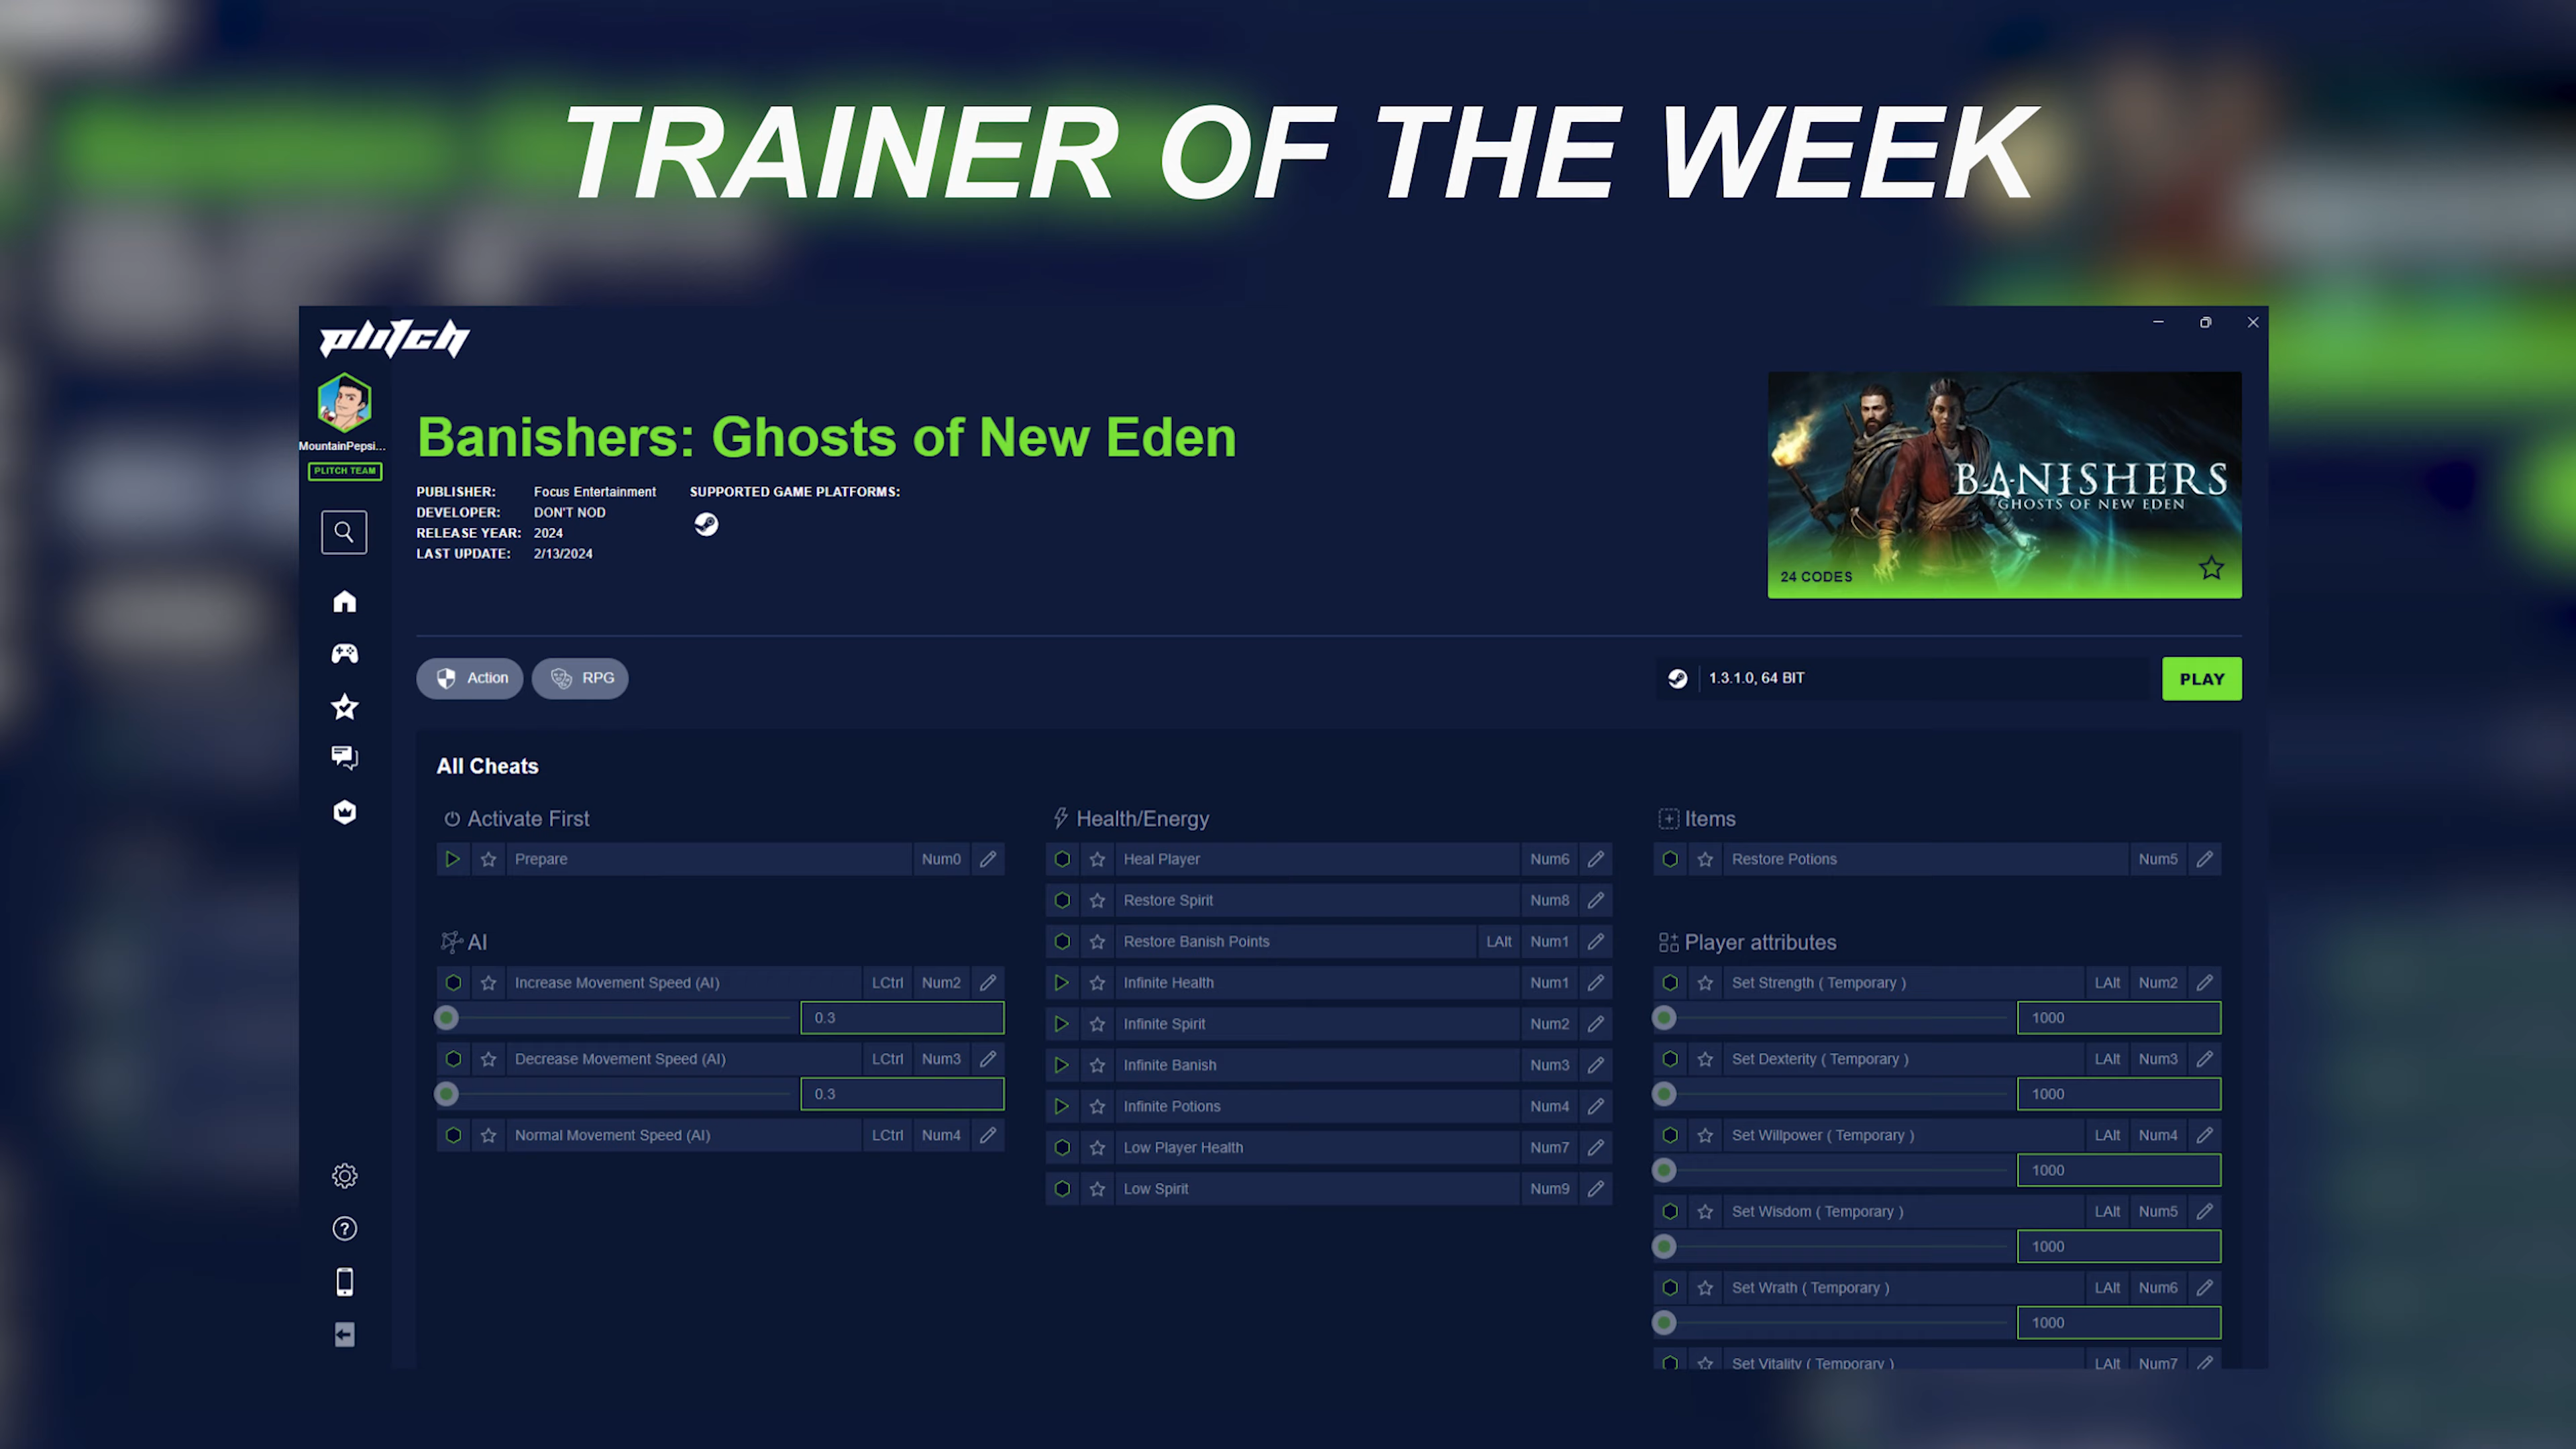 TRAINER OF THE WEEK
plitch
MountainPepsi...
PLITCH TEAM
Banishers: Ghosts of New Eden
PUBLISHER: Focus Entertainment
DEVELOPER: DON'T NOD
RELEASE YEAR: 2024
LAST UPDATE: 2/13/2024
SUPPORTED GAME PLATFORMS:
BANISHERS
GHOSTS OF NEW EDEN
24 CODES
Action
RPG
1.3.1.0, 64 BIT
PLAY
All Cheats
Activate First
Prepare Num0
AI
Increase Movement Speed (AI) LCtrl Num2
0.3
Decrease Movement Speed (AI) LCtrl Num3
0.3
Normal Movement Speed (AI) LCtrl Num4
Health/Energy
Heal Player Num6
Restore Spirit Num8
Restore Banish Points LAlt Num1
Infinite Health Num1
Infinite Spirit Num2
Infinite Banish Num3
Infinite Potions Num4
Low Player Health Num7
Low Spirit Num9
Items
Restore Potions Num5
Player attributes
Set Strength ( Temporary ) LAlt Num2
1000
Set Dexterity ( Temporary ) LAlt Num3
1000
Set Willpower ( Temporary ) LAlt Num4
1000
Set Wisdom ( Temporary ) LAlt Num5
1000
Set Wrath ( Temporary ) LAlt Num6
1000
Set Vitality ( Temporary ) LAlt Num7